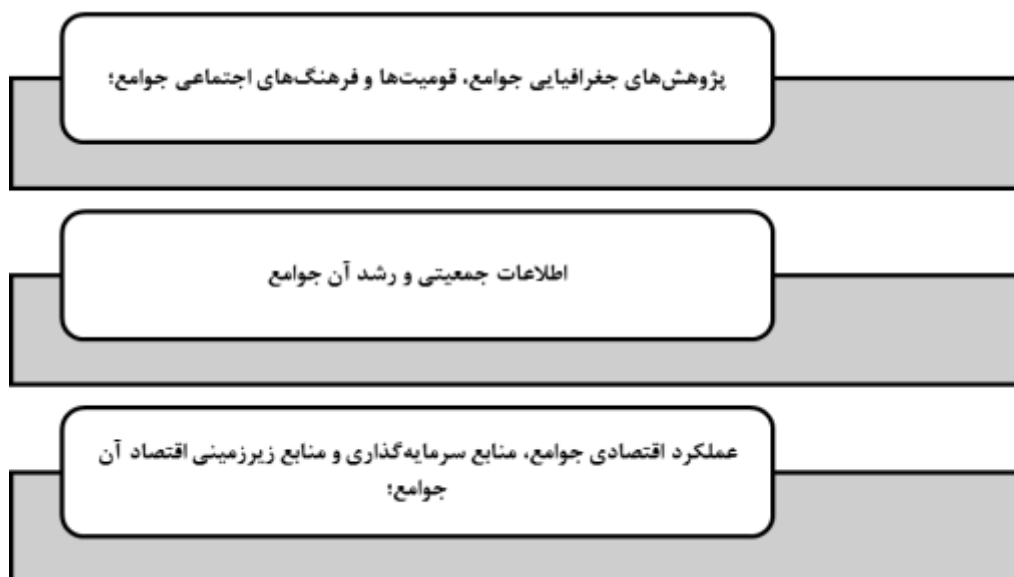 پژوهش‌های جغرافیایی جوامع، قومیت‌ها و فرهنگ‌های اجتماعی جوامع؛
اطلاعات جمعیتی و رشد آن جوامع
عملکرد اقتصادی جوامع، منابع سرمایه‌گذاری و منابع زیرزمینی اقتصاد آن
جوامع؛